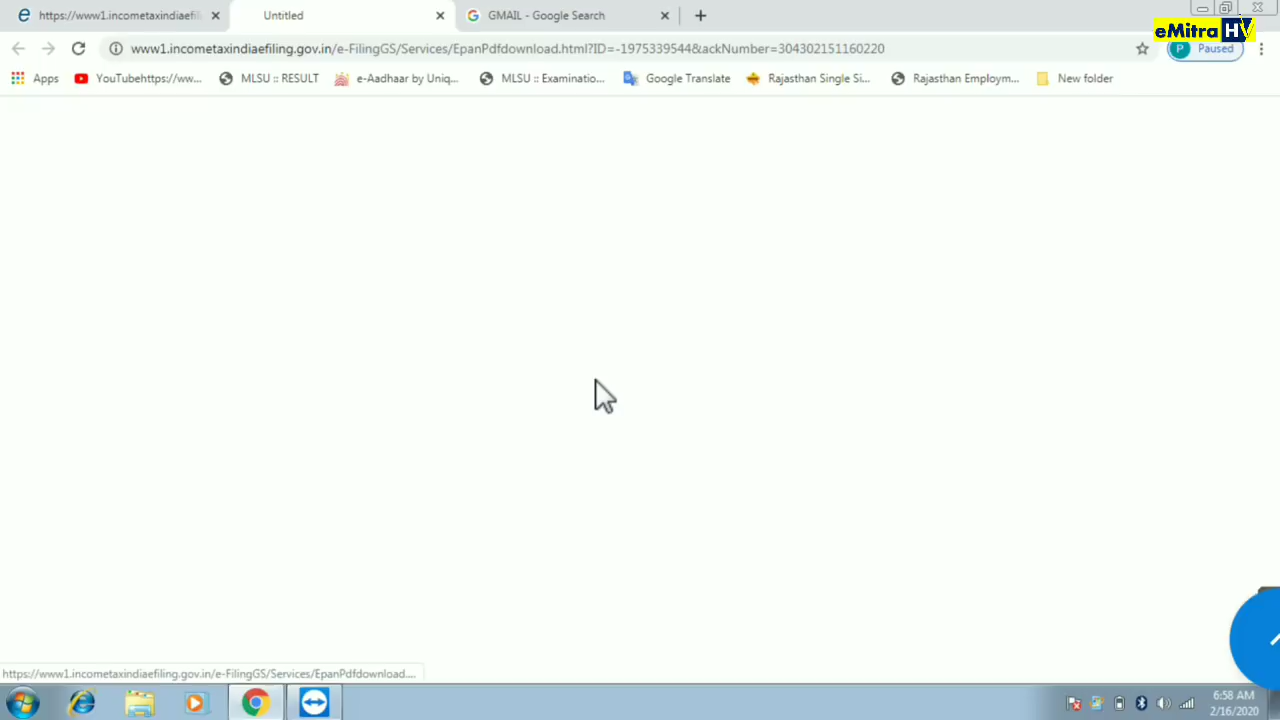 https://www1.incometaxindiaefili
Untitled
GMAIL - Google Search
eMitra HV
www1.incometaxindiaefiling.gov.in/e-FilingGS/Services/EpanPdfdownload.html?ID=-1975339544&ackNumber=304302151160220
P Paused
Apps
YouTubehttps://ww...
MLSU :: RESULT
e-Aadhaar by Uniq...
MLSU :: Examinatio...
Google Translate
Rajasthan Single Si...
Rajasthan Employm...
New folder
https://www1.incometaxindiaefiling.gov.in/e-FilingGS/Services/EpanPdfdownload....
6:58 AM
2/16/2020